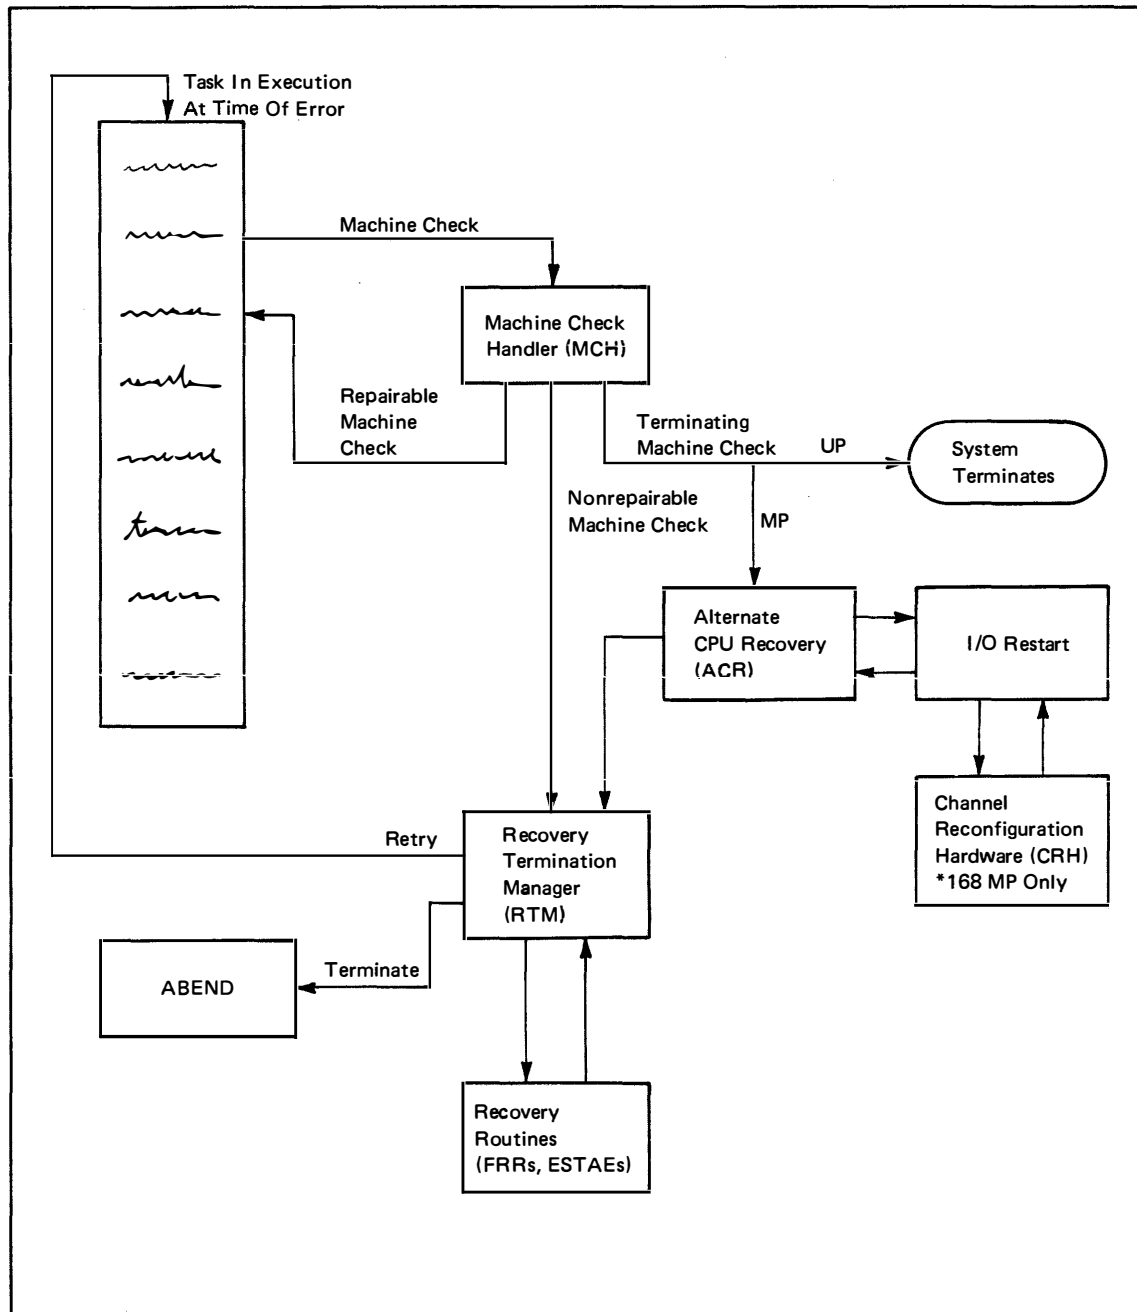 Task In Execution
At Time Of Error
Machine Check
Machine Check
Handler (MCH)
Repairable
Machine
Check
Terminating
Machine Check
UP
System
Terminates
Nonrepairable
Machine Check
MP
Alternate
CPU Recovery
(ACR)
I/O Restart
Channel
Reconfiguration
Hardware (CRH)
*168 MP Only
Retry
Recovery
Termination
Manager
(RTM)
Terminate
ABEND
Recovery
Routines
(FRRs, ESTAEs)